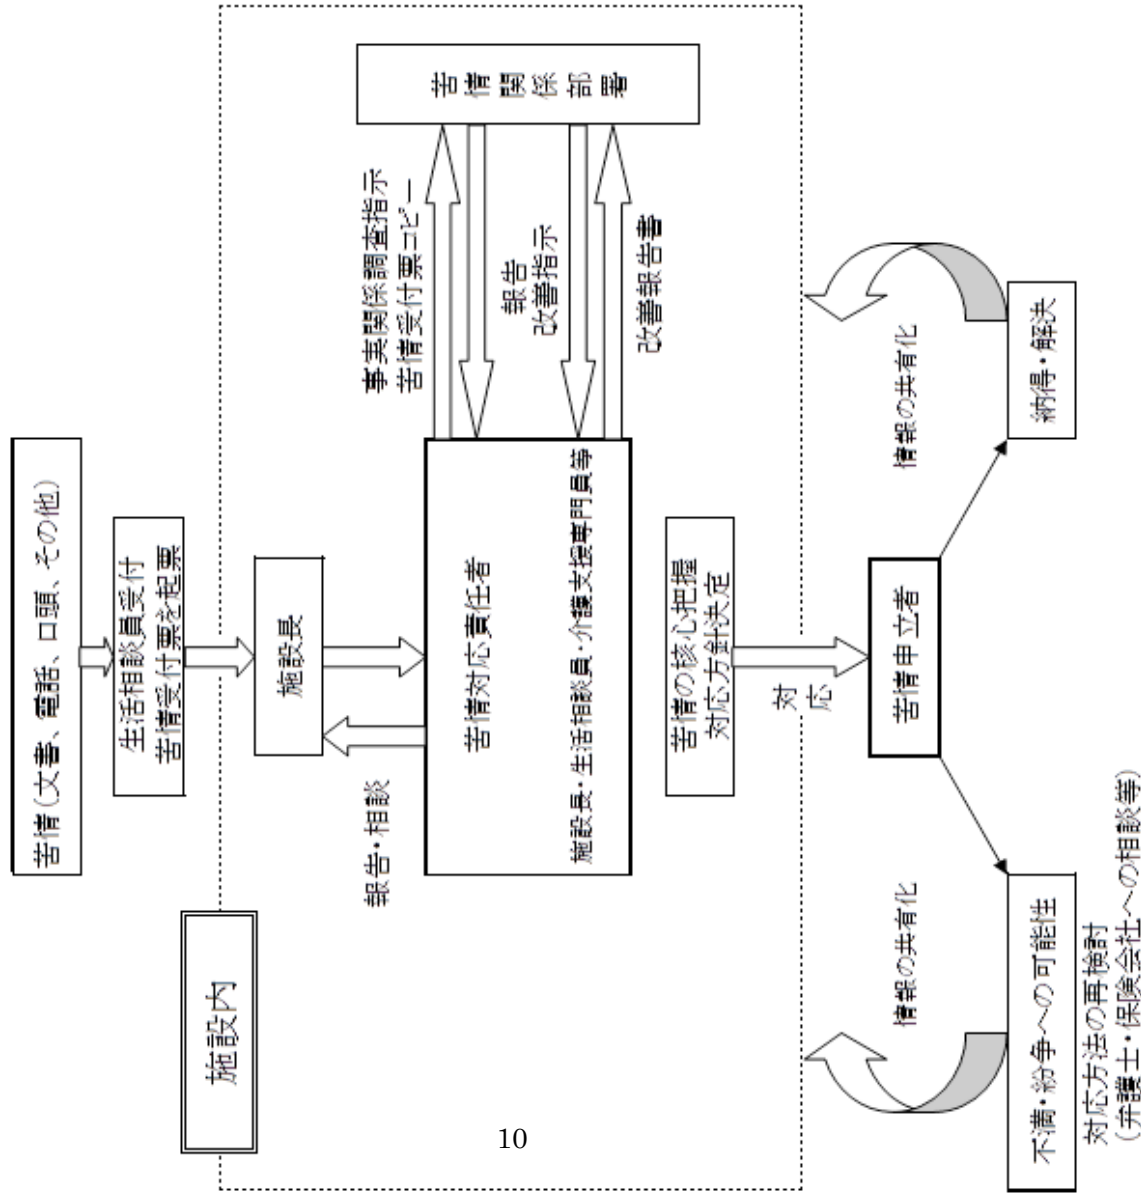 苦情(文書、電話、口頭、その他)
生活相談員受付
苦情受付票を起票
施設内
施設長
報告・相談
苦情対応責任者
施設長・生活相談員・介護支援専門員等
事実関係調査指示
苦情受付票コピー
報告
改善指示
改善報告書
苦情関係部署
苦情の核心把握
対応方針決定
対応
苦情申立者
情報の共有化
情報の共有化
不満・紛争への可能性
対応方法の再検討
(弁護士・保険会社への相談等)
納得・解決
10